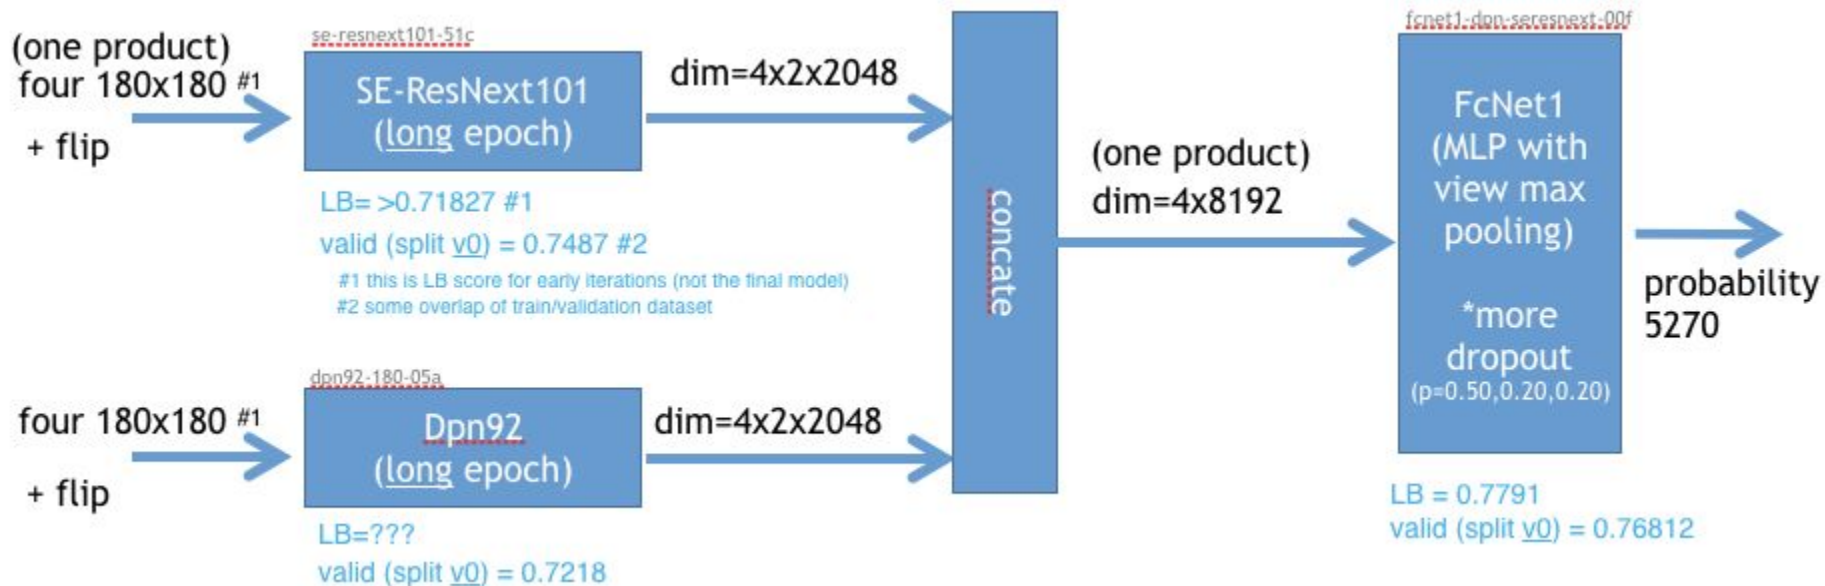 (one product)
four 180x180 #1
+ flip
se-resnext101-51c
SE-ResNext101
(long epoch)
LB= >0.71827 #1
valid (split v0) = 0.7487 #2
#1 this is LB score for early iterations (not the final model)
#2 some overlap of train/validation dataset
dim=4x2x2048
four 180x180 #1
+ flip
dpn92-180-05a
Dpn92
(long epoch)
LB=???
valid (split v0) = 0.7218
dim=4x2x2048
concate
(one product)
dim=4x8192
fcnet1-dpn-seresnext-00f
FcNet1
(MLP with
view max
pooling)
*more
dropout
(p=0.50,0.20,0.20)
LB = 0.7791
valid (split v0) = 0.76812
probability
5270